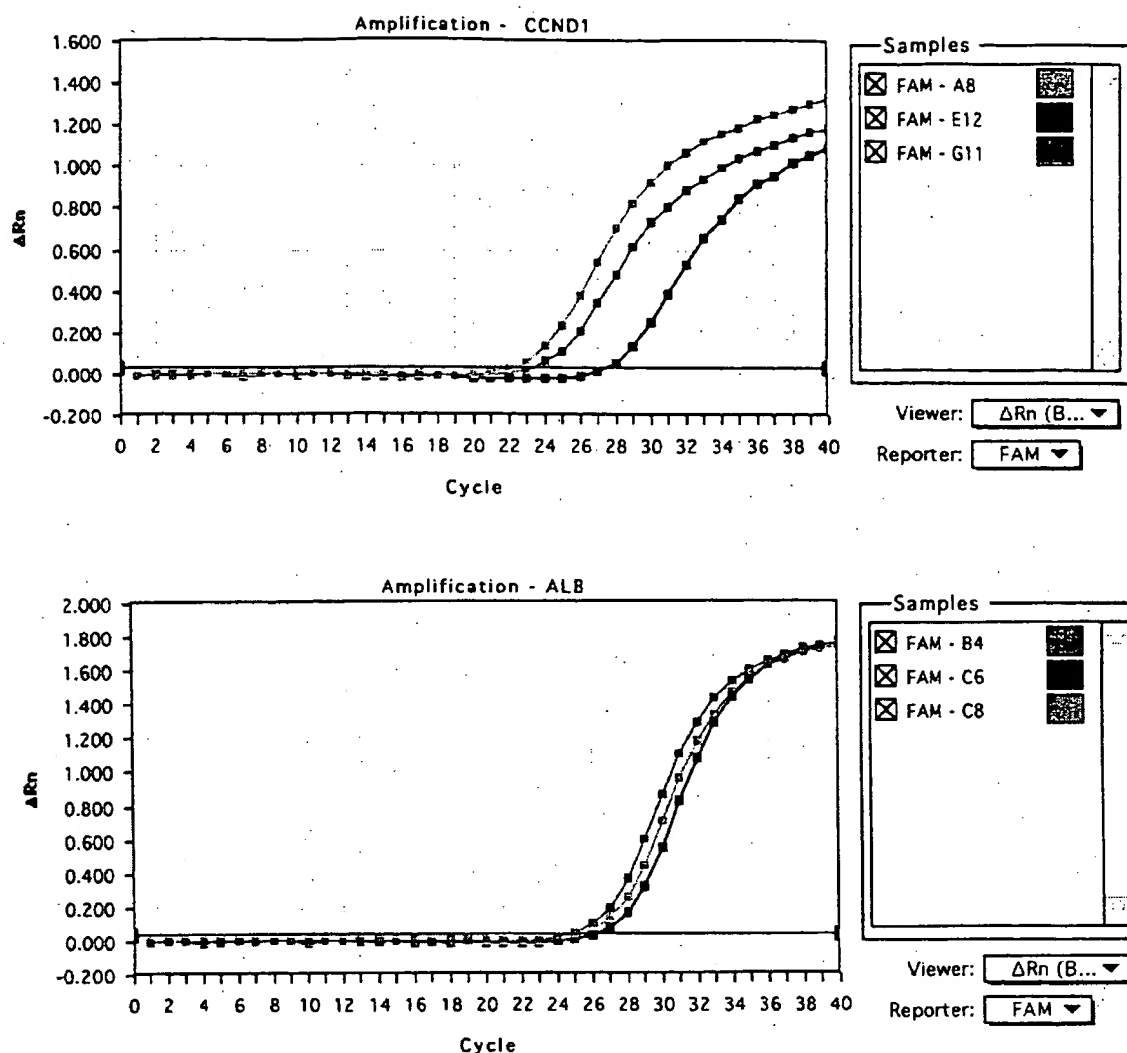 Amplification - CCND1
1.600
1.400
1.200
1.000
0.800
0.600
0.400
0.200
0.000
-0.200
ΔRn
0 2 4 6 8 10 12 14 16 18 20 22 24 26 28 30 32 34 36 38 40
Cycle
Samples
FAM - A8
FAM - E12
FAM - G11
Viewer: ΔRn (B...
Reporter: FAM
Amplification - ALB
2.000
1.800
1.600
1.400
1.200
1.000
0.800
0.600
0.400
0.200
0.000
-0.200
ΔRn
0 2 4 6 8 10 12 14 16 18 20 22 24 26 28 30 32 34 36 38 40
Cycle
Samples
FAM - B4
FAM - C6
FAM - C8
Viewer: ΔRn (B...
Reporter: FAM